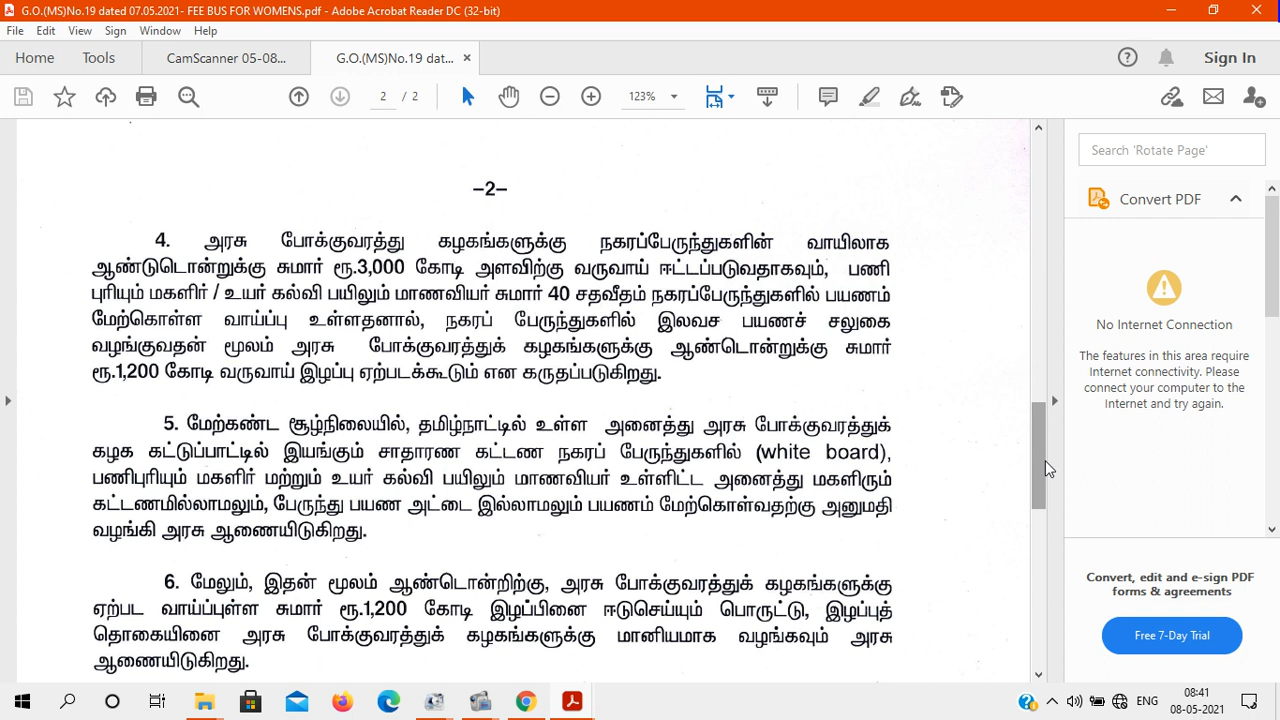 G.O.(MS)No.19 dated 07.05.2021- FEE BUS FOR WOMENS.pdf - Adobe Acrobat Reader DC (32-bit)
File Edit View Sign Window Help
Home Tools CamScanner 05-08... G.O.(MS)No.19 dat... × Sign In
2 / 2 123%
–2–
4. அரசு போக்குவரத்து கழகங்களுக்கு நகரப்பேருந்துகளின் வாயிலாக
ஆண்டுடொன்றுக்கு சுமார் ரூ.3,000 கோடி அளவிற்கு வருவாய் ஈட்டப்படுவதாகவும், பணி
புரியும் மகளிர் / உயர் கல்வி பயிலும் மாணவியர் சுமார் 40 சதவீதம் நகரப்பேருந்துகளில் பயணம்
மேற்கொள்ள வாய்ப்பு உள்ளதனால், நகரப் பேருந்துகளில் இலவச பயணச் சலுகை
வழங்குவதன் மூலம் அரசு போக்குவரத்துக் கழகங்களுக்கு ஆண்டொன்றுக்கு சுமார்
ரூ.1,200 கோடி வருவாய் இழப்பு ஏற்படக்கூடும் என கருதப்படுகிறது.
5. மேற்கண்ட சூழ்நிலையில், தமிழ்நாட்டில் உள்ள அனைத்து அரசு போக்குவரத்துக்
கழக கட்டுப்பாட்டில் இயங்கும் சாதாரண கட்டண நகரப் பேருந்துகளில் (white board),
பணிபுரியும் மகளிர் மற்றும் உயர் கல்வி பயிலும் மாணவியர் உள்ளிட்ட அனைத்து மகளிரும்
கட்டணமில்லாமலும், பேருந்து பயண அட்டை இல்லாமலும் பயணம் மேற்கொள்வதற்கு அனுமதி
வழங்கி அரசு ஆணையிடுகிறது.
6. மேலும், இதன் மூலம் ஆண்டொன்றிற்கு, அரசு போக்குவரத்துக் கழகங்களுக்கு
ஏற்பட வாய்ப்புள்ள சுமார் ரூ.1,200 கோடி இழப்பினை ஈடுசெய்யும் பொருட்டு, இழப்புத்
தொகையினை அரசு போக்குவரத்துக் கழகங்களுக்கு மானியமாக வழங்கவும் அரசு
ஆணையிடுகிறது.
Search 'Rotate Page'
Convert PDF
No Internet Connection
The features in this area require
Internet connectivity. Please
connect your computer to the
Internet and try again.
Convert, edit and e-sign PDF
forms & agreements
Free 7-Day Trial
ENG
08:41
08-05-2021